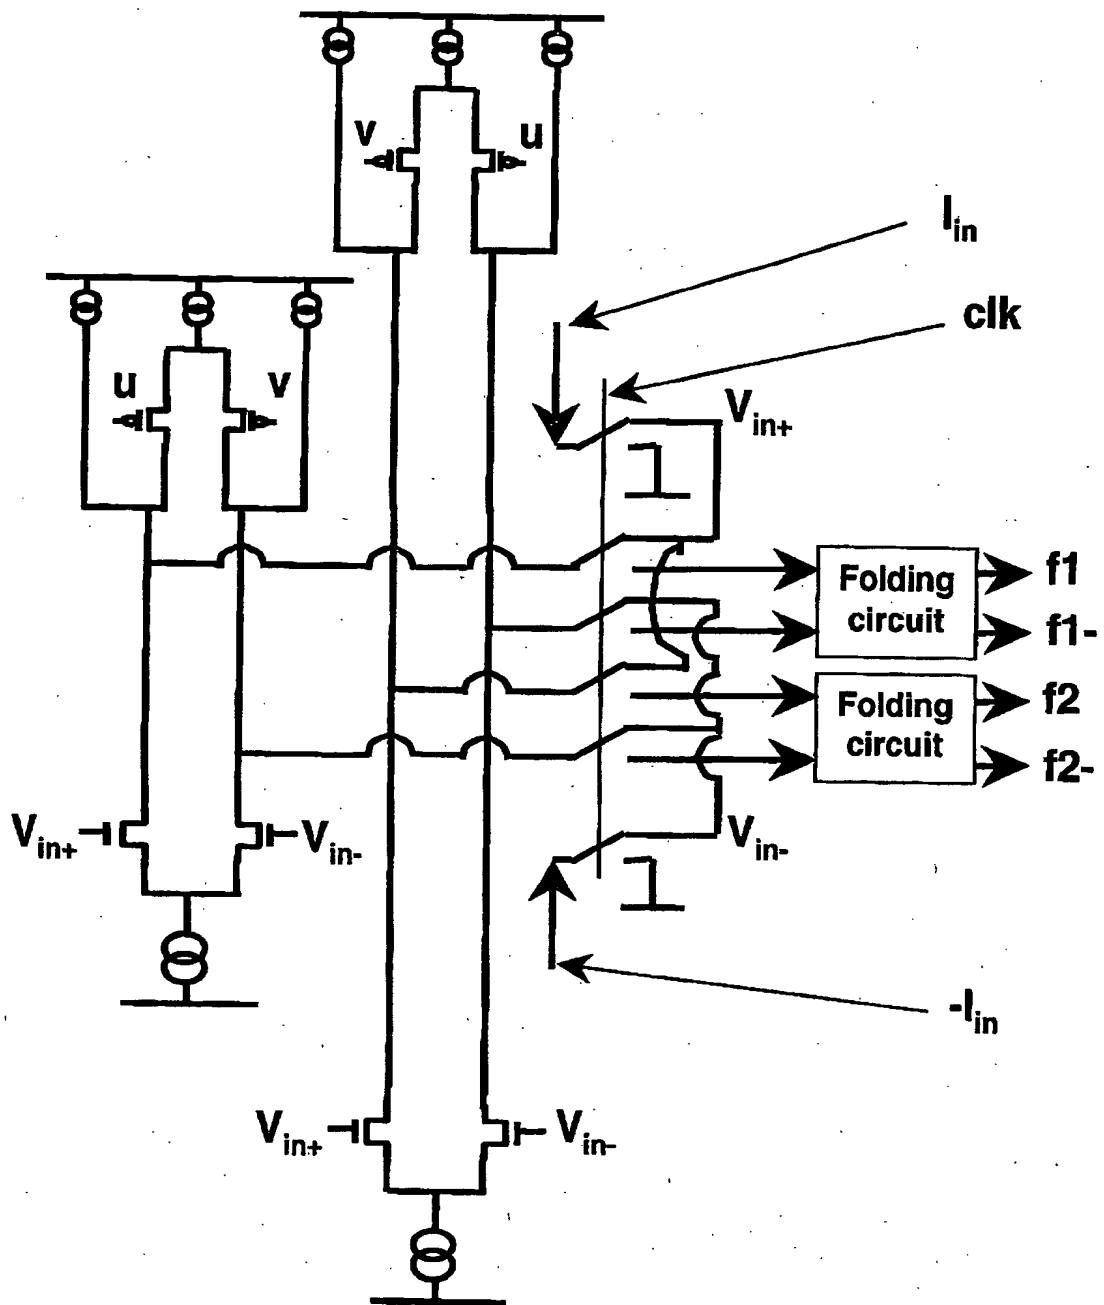 v u
I_in
clk
u v
V_in+
Folding circuit
f1
f1-
Folding circuit
f2
f2-
V_in+ V_in-
V_in-
-I_in
V_in+ V_in-